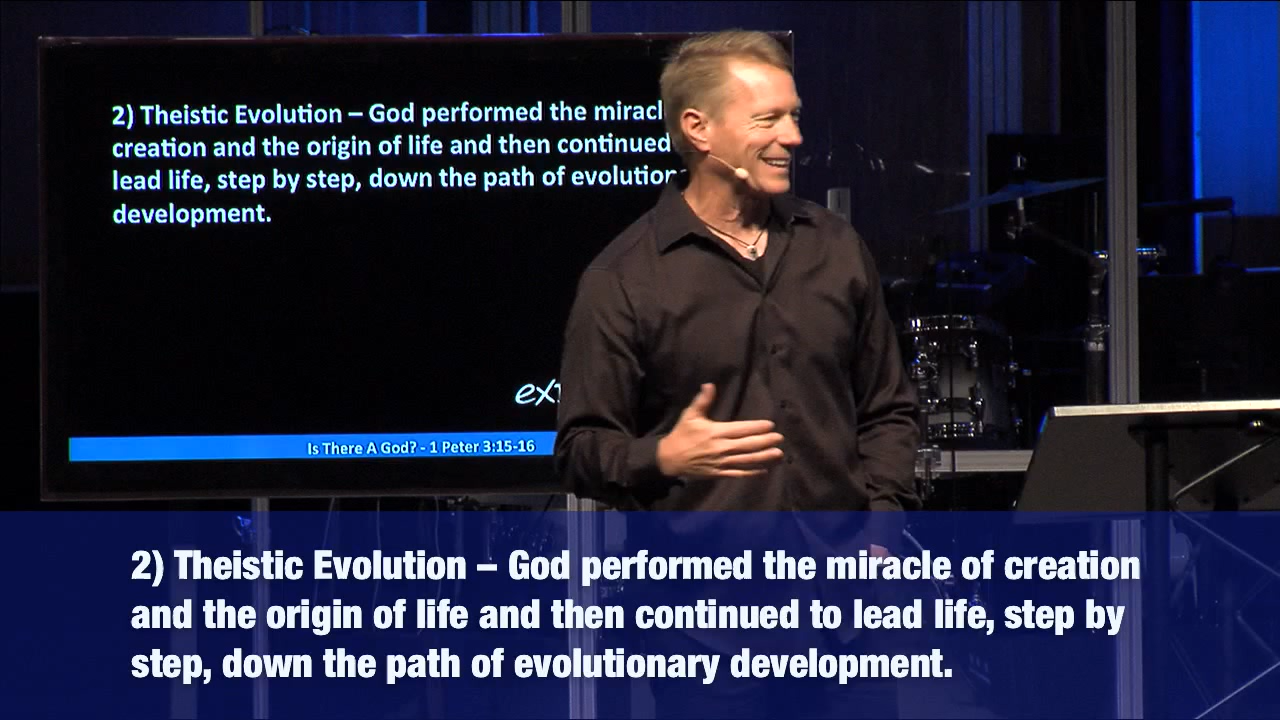 2) Theistic Evolution – God performed the
creation and the origin of life and then continued
lead life, step by step, down the path of
development.
Is There A God? - 1 Peter 3:15-16
2) Theistic Evolution – God performed the miracle of creation
and the origin of life and then continued to lead life, step by
step, down the path of evolutionary development.